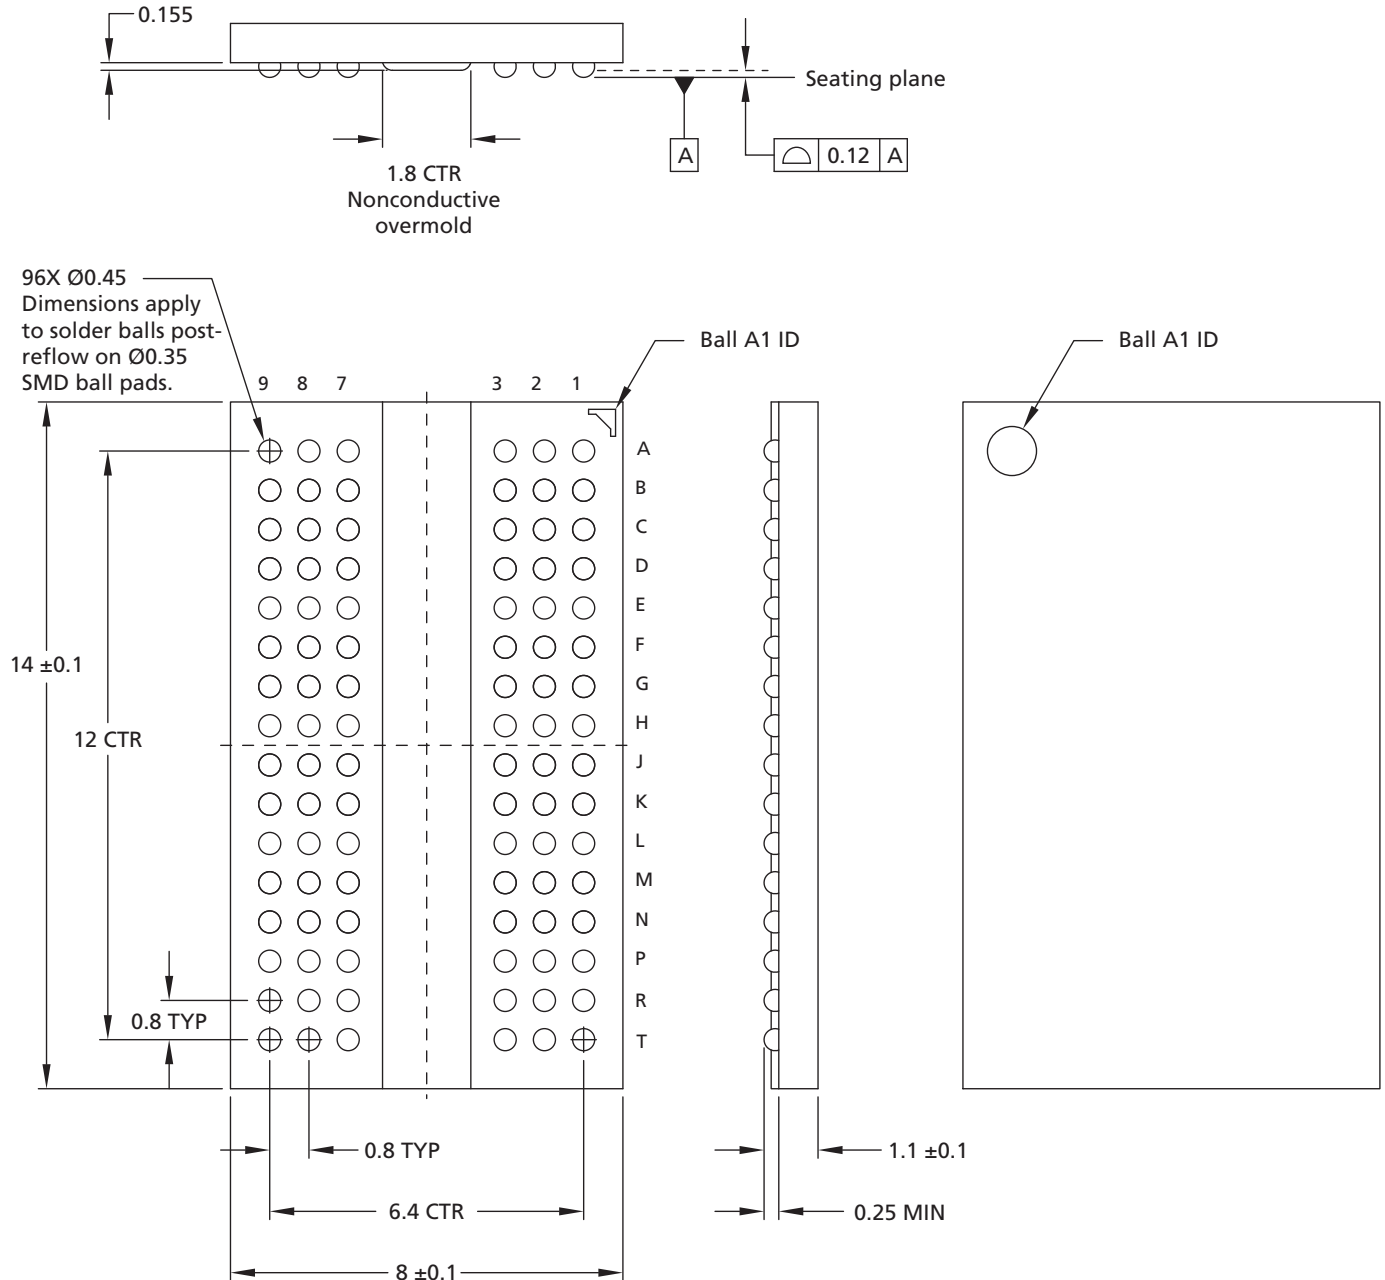 0.155
Seating plane
A
0.12 A
1.8 CTR
Nonconductive
overmold
96X Ø0.45
Dimensions apply
to solder balls post-
reflow on Ø0.35
SMD ball pads.
Ball A1 ID
Ball A1 ID
9 8 7 3 2 1
A
B
C
D
E
F
G
H
J
K
L
M
N
P
R
T
14 ±0.1
12 CTR
0.8 TYP
0.8 TYP
1.1 ±0.1
6.4 CTR
0.25 MIN
8 ±0.1